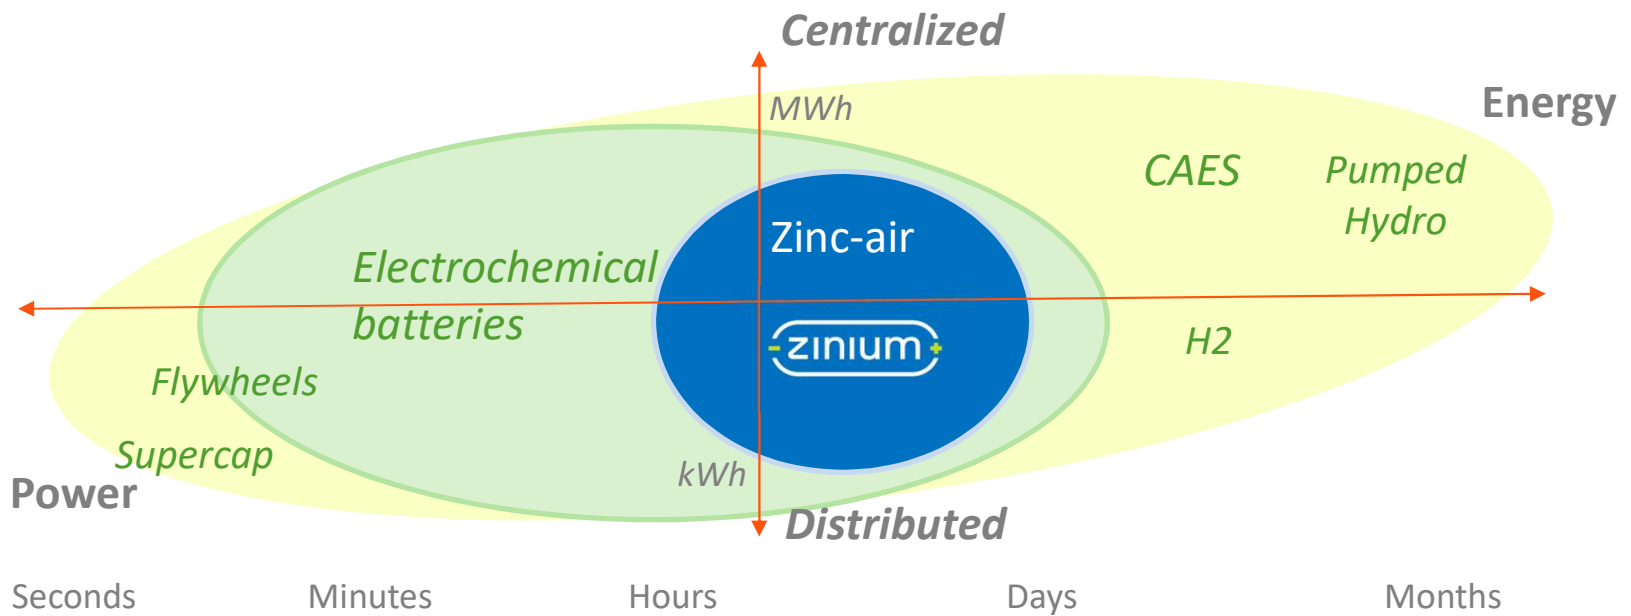 Centralized
MWh
Energy
CAES
Pumped
Hydro
Zinc-air
Electrochemical
batteries
- zinium +
H2
Flywheels
Supercap
kWh
Power
Distributed
Seconds Minutes Hours Days Months